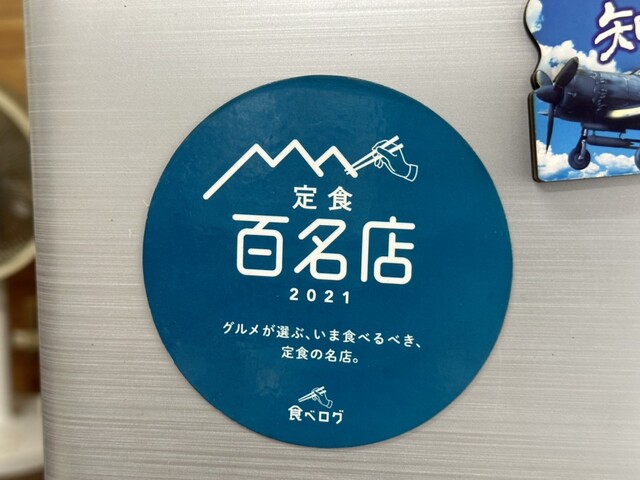 定食
百名店
2021
グルメが選ぶ、いま食べるべき、
定食の名店。
食べログ
知